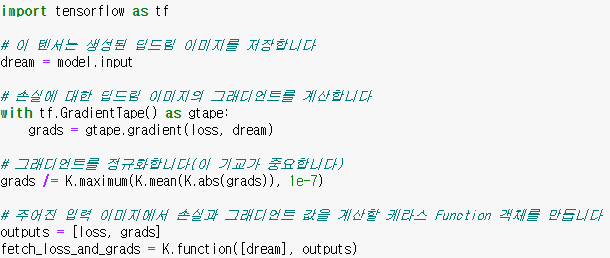 import tensorflow as tf
# 이 텐서는 생성된 딥드림 이미지를 저장합니다
dream = model.input
# 손실에 대한 딥드림 이미지의 그래디언트를 계산합니다
with tf.GradientTape() as gtape:
    grads = gtape.gradient(loss, dream)
# 그래디언트를 정규화합니다(이 기교가 중요합니다)
grads /= K.maximum(K.mean(K.abs(grads)), 1e-7)
# 주어진 입력 이미지에서 손실과 그래디언트 값을 계산할 케라스 Function 객체를 만듭니다
outputs = [loss, grads]
fetch_loss_and_grads = K.function([dream], outputs)